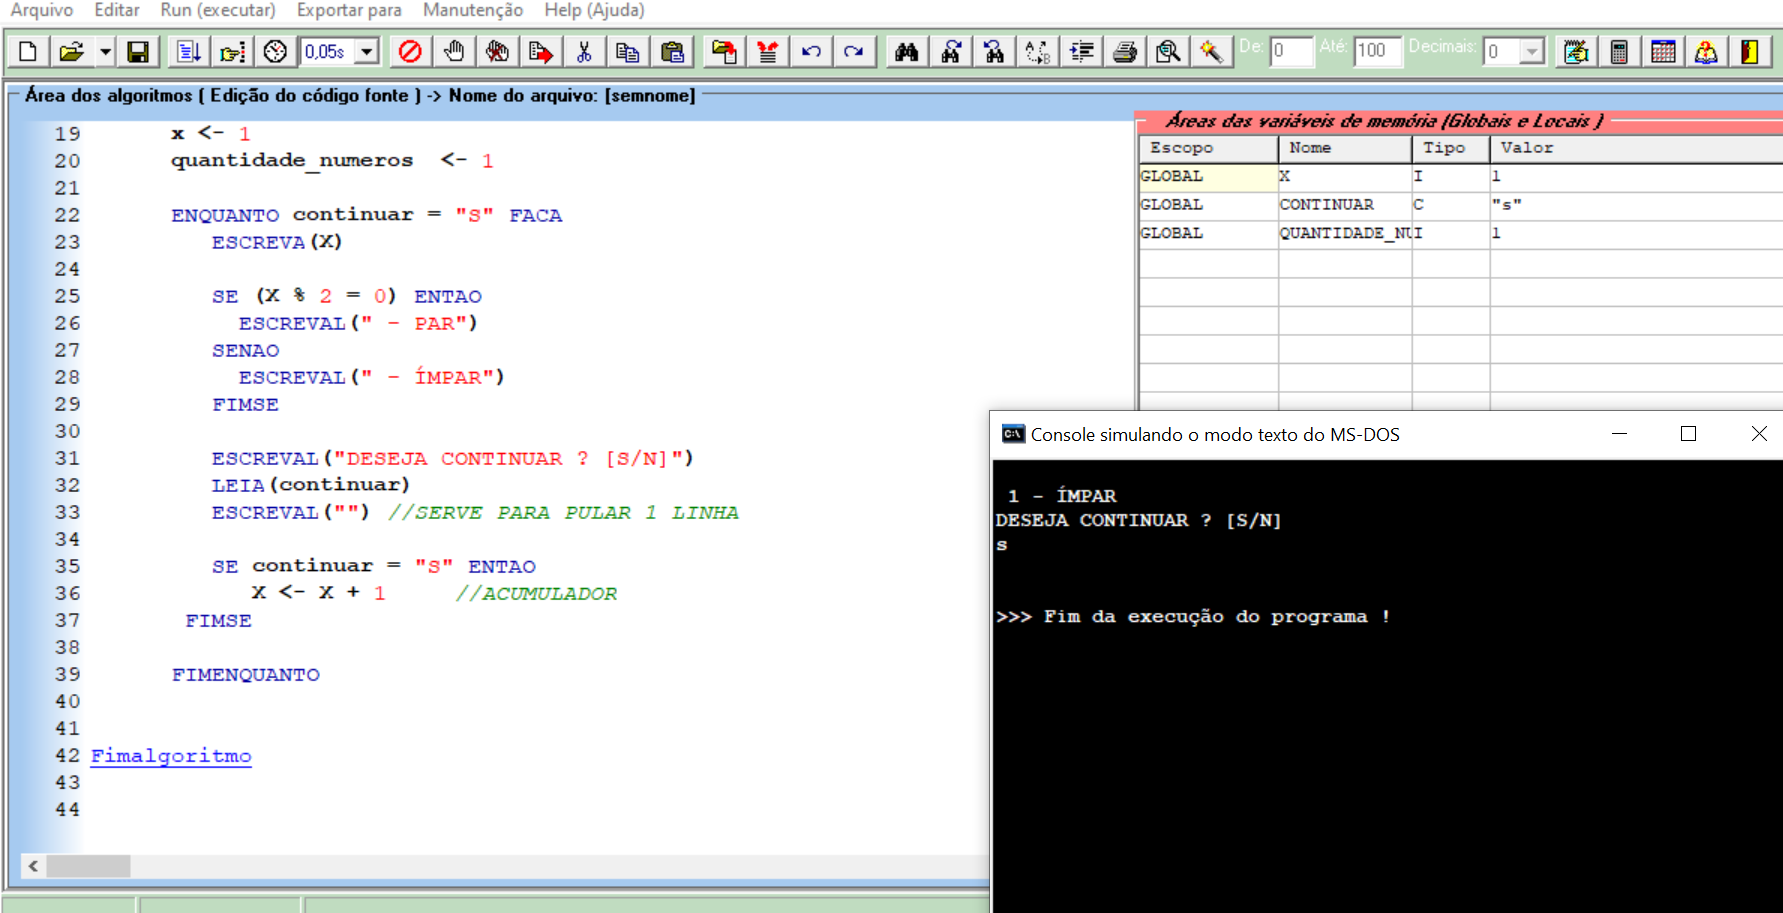 Arquivo Editar Run (executar) Exportar para Manutenção Help (Ajuda)
0,05s De: 0 Até: 100 Decimais: 0
Área dos algoritmos ( Edição do código fonte ) -> Nome do arquivo: [semnome]
19 x <- 1
20 quantidade_numeros <- 1
21
22 ENQUANTO continuar = "S" FACA
23 ESCREVA(X)
24
25 SE (X % 2 = 0) ENTAO
26 ESCREVAL(" - PAR")
27 SENAO
28 ESCREVAL(" - ÍMPAR")
29 FIMSE
30
31 ESCREVAL("DESEJA CONTINUAR ? [S/N]")
32 LEIA(continuar)
33 ESCREVAL("") //SERVE PARA PULAR 1 LINHA
34
35 SE continuar = "S" ENTAO
36 X <- X + 1 //ACUMULADOR
37 FIMSE
38
39 FIMENQUANTO
40
41
42 Fimalgoritmo
43
44
Áreas das variáveis de memória (Globais e Locais )
Escopo Nome Tipo Valor
GLOBAL X I 1
GLOBAL CONTINUAR C "s"
GLOBAL QUANTIDADE_NU I 1
Console simulando o modo texto do MS-DOS
1 - ÍMPAR
DESEJA CONTINUAR ? [S/N]
s
>>> Fim da execução do programa !